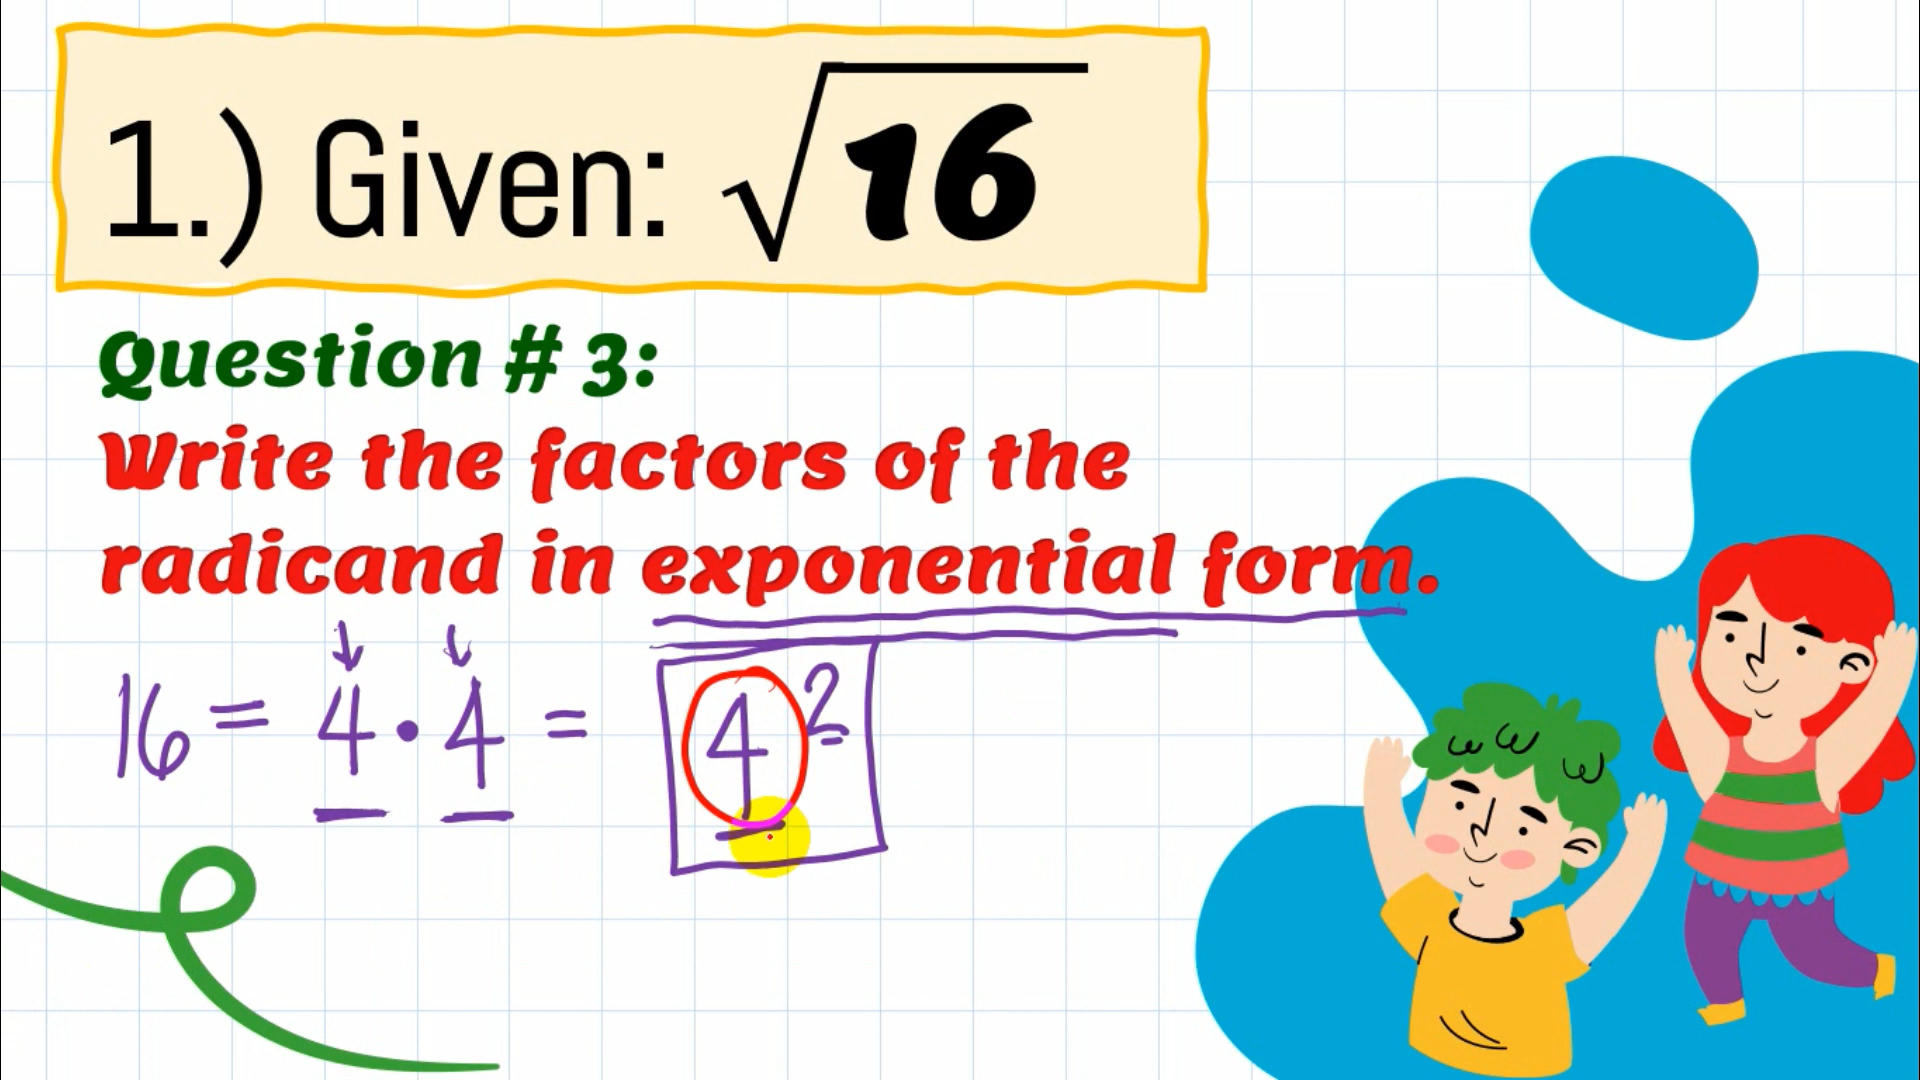 1.) Given: √16
Question # 3:
Write the factors of the
radicand in exponential form.
16 = 4 • 4 = 4²